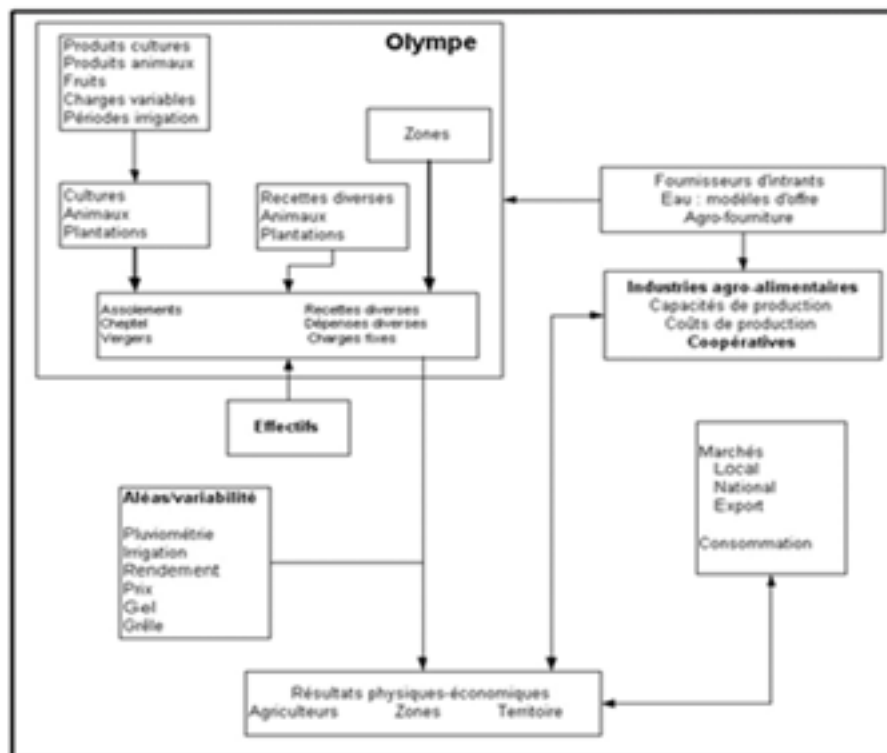 Olympe
Produits cultures
Produits animaux
Fruits
Charges variables
Périodes irrigation
Zones
Cultures
Animaux
Plantations
Recettes diverses
Animaux
Plantations
Fournisseurs d'intrants
Eau : modèles d'offre
Agro-fourniture
Assolements
Cheptel
Vergers
Recettes diverses
Dépenses diverses
Charges fixes
Industries agro-alimentaires
Capacités de production
Coûts de production
Coopératives
Effectifs
Aléas/variabilité
Pluviométrie
Irrigation
Rendement
Prix
Gel
Grêle
Marchés
Local
National
Export
Consommation
Résultats physiques-économiques
Agriculteurs Zones Territoire